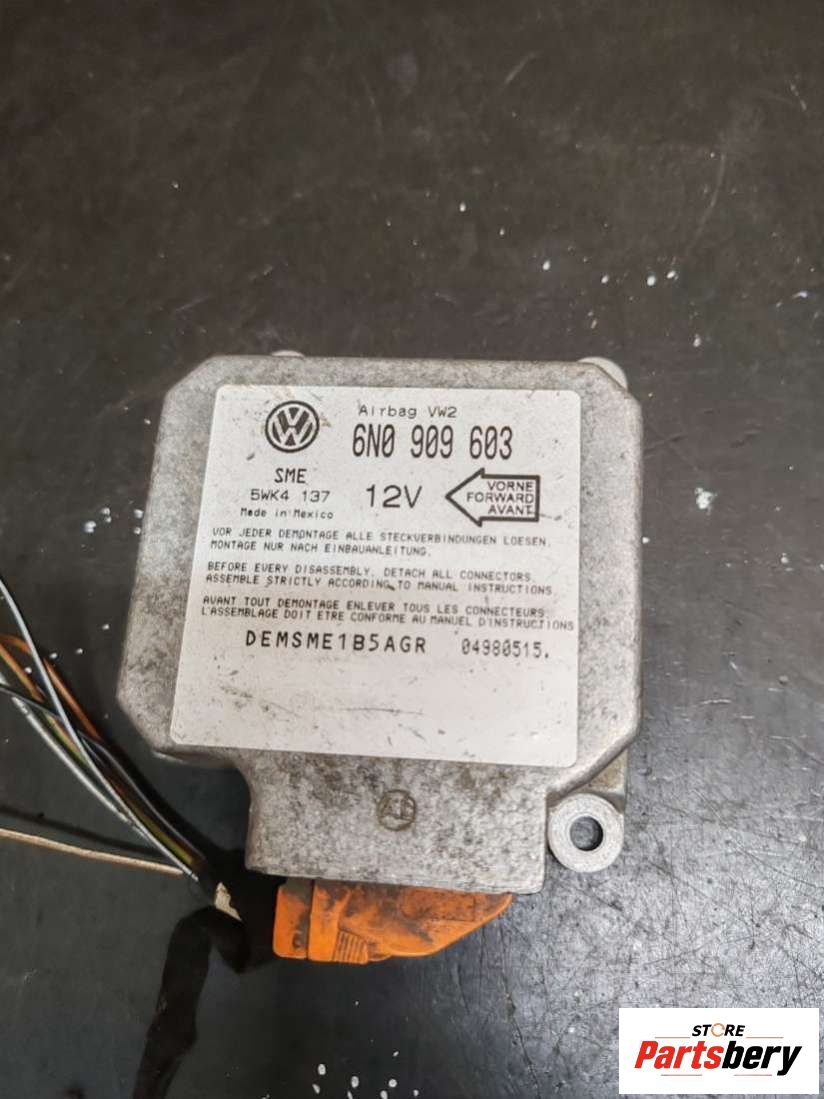 Airbag VW2
6N0 909 603
SME
5WK4 137
12V
VORNE
FORWARD
AVANT
Made in Mexico
VOR JEDER DEMONTAGE ALLE STECKVERBINDUNGEN LOESEN.
MONTAGE NUR NACH EINBAUANLEITUNG.
BEFORE EVERY DISASSEMBLY, DETACH ALL CONNECTORS.
ASSEMBLE STRICTLY ACCORDING TO MANUAL INSTRUCTIONS.
AVANT TOUT DEMONTAGE ENLEVER TOUS LES CONNECTEURS.
L'ASSEMBLAGE DOIT ETRE CONFORME AU MANUEL D'INSTRUCTIONS
DEMSME1B5AGR 04980515.
STORE
Partsbery